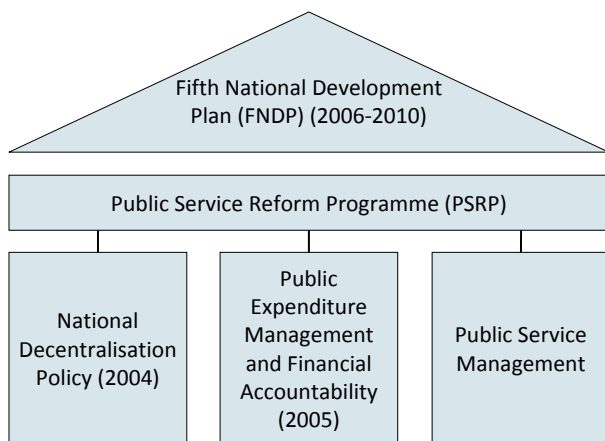 Fifth National Development
Plan (FNDP) (2006-2010)
Public Service Reform Programme (PSRP)
National
Decentralisation
Policy (2004)
Public
Expenditure
Management
and Financial
Accountability
(2005)
Public Service
Management